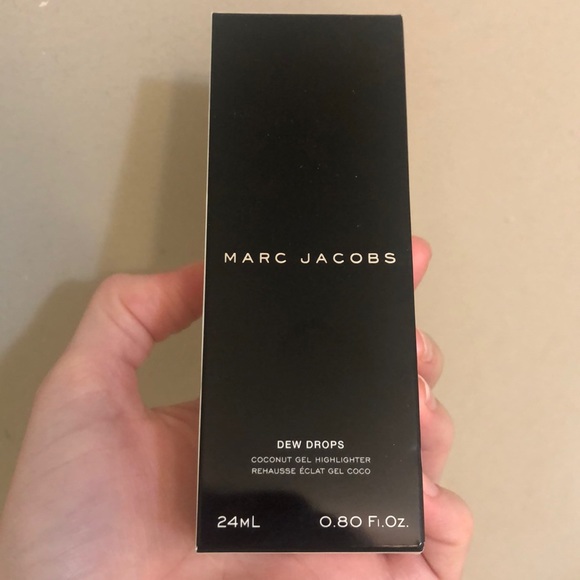 MARC JACOBS
DEW DROPS
COCONUT GEL HIGHLIGHTER
REHAUSSE ÉCLAT GEL COCO
24ML 0.80 FL.OZ.